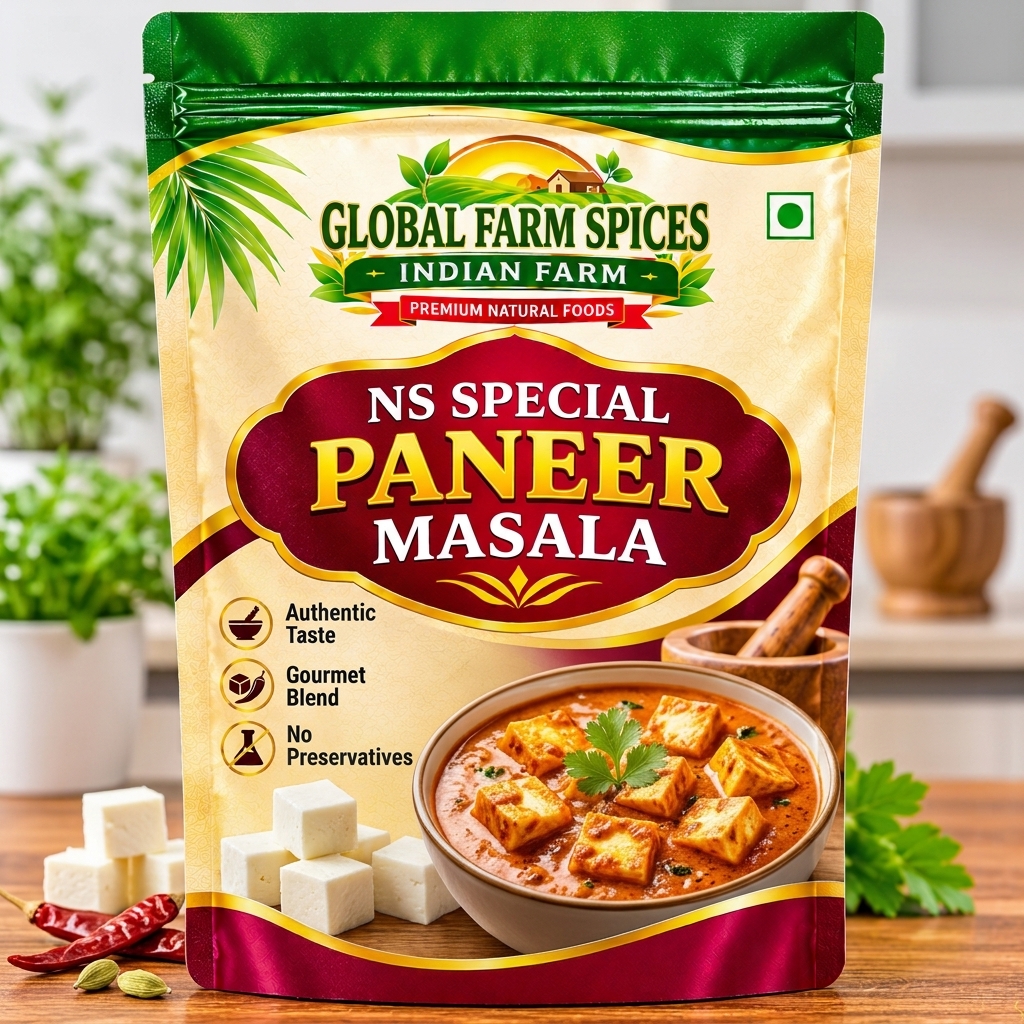 GLOBAL FARM SPICES
INDIAN FARM
PREMIUM NATURAL FOODS
NS SPECIAL
PANEER
MASALA
Authentic
Taste
Gourmet
Blend
No
Preservatives